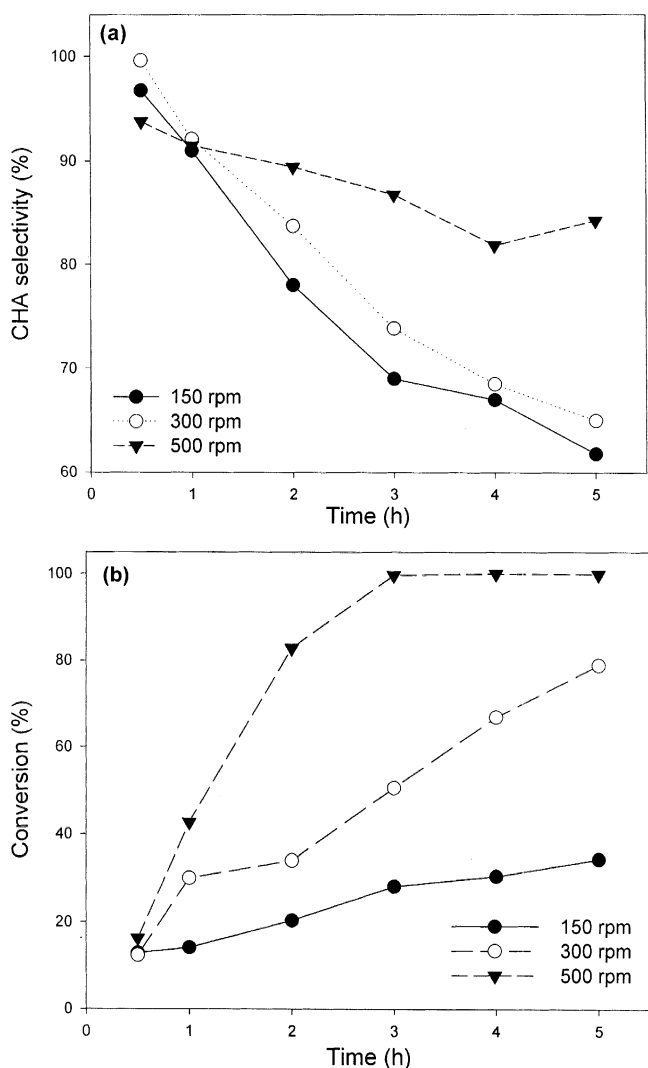 (a)
100
90
80
70
60
CHA selectivity (%)
150 rpm
300 rpm
500 rpm
0 1 2 3 4 5
Time (h)
(b)
100
80
60
40
20
0
Conversion (%)
150 rpm
300 rpm
500 rpm
0 1 2 3 4 5
Time (h)